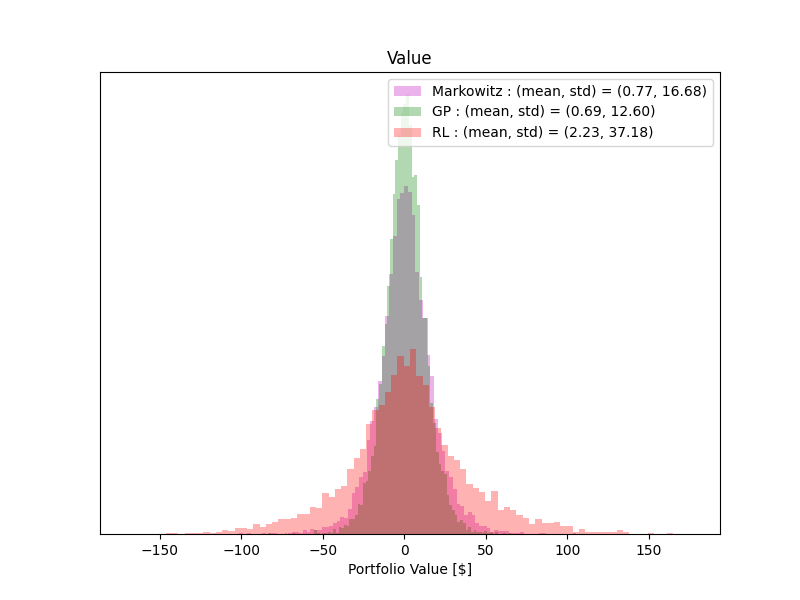 Value
Markowitz : (mean, std) = (0.77, 16.68)
GP : (mean, std) = (0.69, 12.60)
RL : (mean, std) = (2.23, 37.18)
−150 −100 −50 0 50 100 150
Portfolio Value [$]